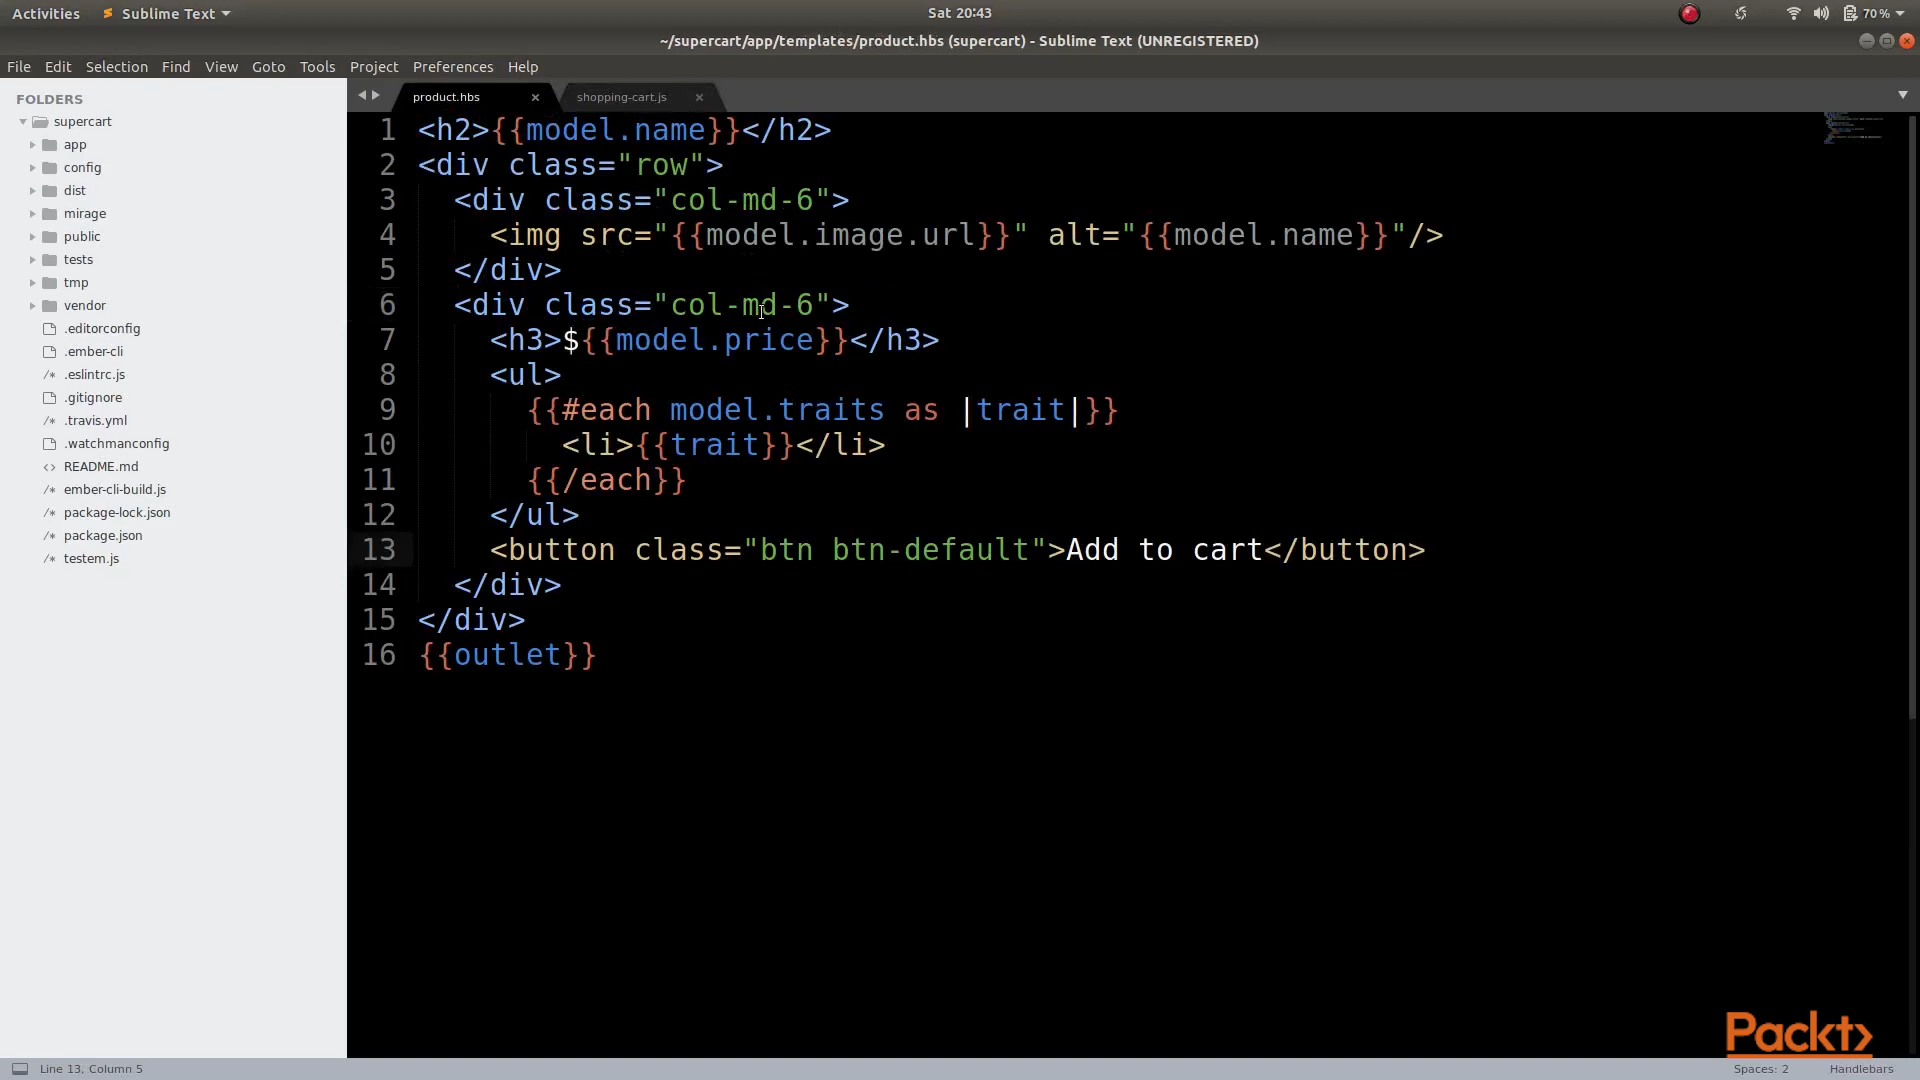 Activities Sublime Text Sat 20:43 70 %
~/supercart/app/templates/product.hbs (supercart) - Sublime Text (UNREGISTERED)
File Edit Selection Find View Goto Tools Project Preferences Help
FOLDERS
supercart
app
config
dist
mirage
public
tests
tmp
vendor
.editorconfig
.ember-cli
.eslintrc.js
.gitignore
.travis.yml
.watchmanconfig
README.md
ember-cli-build.js
package-lock.json
package.json
testem.js
product.hbs shopping-cart.js
1 <h2>{{model.name}}</h2>
2 <div class="row">
3   <div class="col-md-6">
4     <img src="{{model.image.url}}" alt="{{model.name}}"/>
5   </div>
6   <div class="col-md-6">
7     <h3>${{model.price}}</h3>
8     <ul>
9       {{#each model.traits as |trait|}}
10         <li>{{trait}}</li>
11       {{/each}}
12     </ul>
13     <button class="btn btn-default">Add to cart</button>
14   </div>
15 </div>
16 {{outlet}}
Packt>
Line 13, Column 5 Spaces: 2 Handlebars